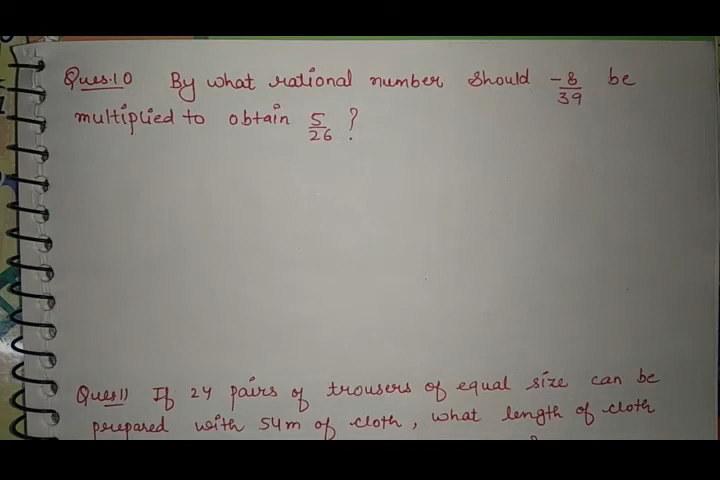 Ques.10 By what rational number should -8/39 be
multiplied to obtain 5/26 ?
Ques11 If 24 pairs of trousers of equal size can be
prepared with 54m of cloth, what length of cloth